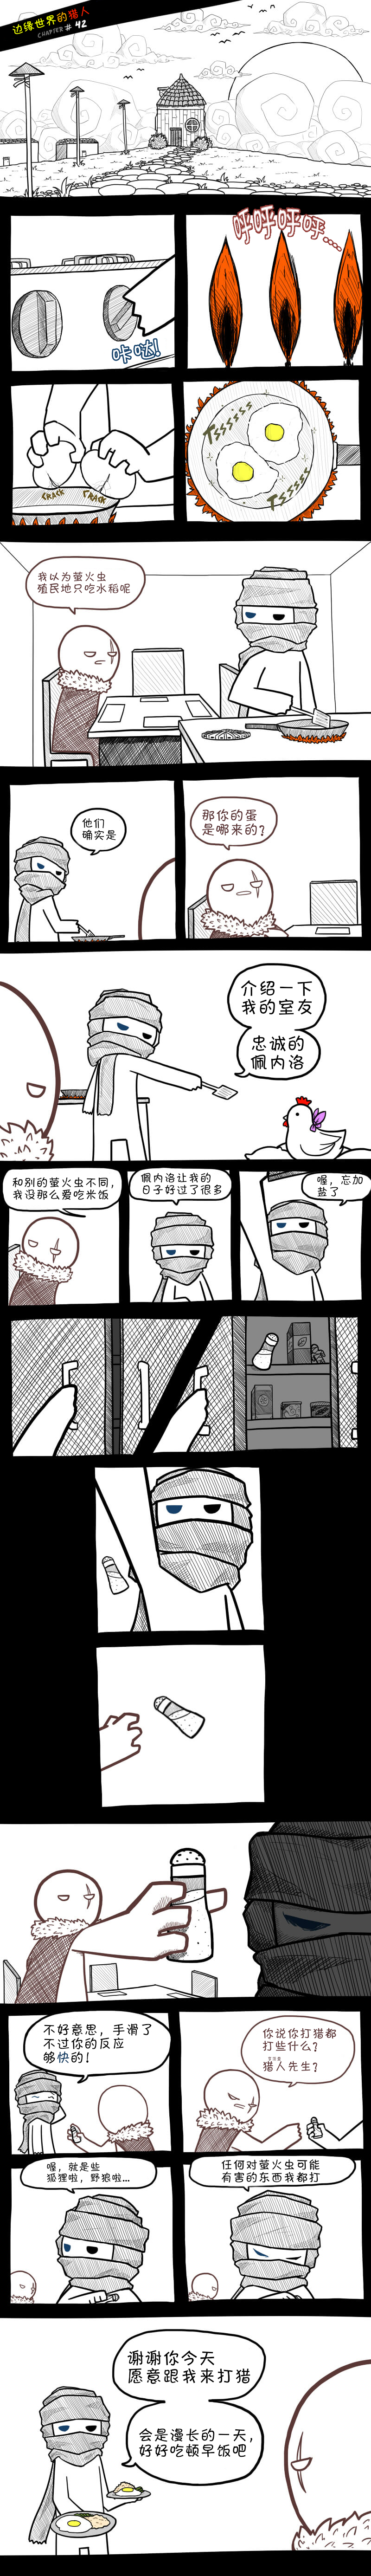 边缘世界的猎人
CHAPTER # 42
咔哒!
呼呼呼呼....
CRACK
CRACK
TSSSSSS
TSSSSS
我以为萤火虫
殖民地只吃水稻呢
他们
确实是
那你的蛋
是哪来的?
介绍一下
我的室友
忠诚的
佩内洛
和别的萤火虫不同,
我没那么爱吃米饭
佩内洛让我的
日子好过了很多
喔, 忘加
盐了
不好意思, 手滑了
不过你的反应
够快的!
你说你打猎都
打些什么?
猎人先生?
喔, 就是些
狐狸啦, 野狼啦...
任何对萤火虫可能
有害的东西我都打
谢谢你今天
愿意跟我来打猎
会是漫长的一天,
好好吃顿早饭吧